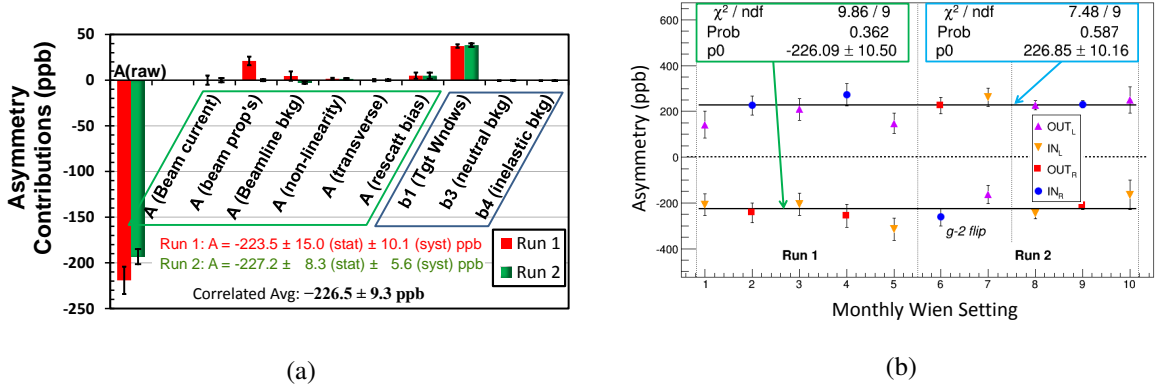 50
0
-50
-100
-150
-200
-250
Asymmetry
Contributions (ppb)
A(raw)
A (Beam current)
A (beam prop's)
A (Beamline bkg)
A (non-linearity)
A (transverse)
A (rescatt bias)
b1 (Tgt Wndws)
b3 (neutral bkg)
b4 (inelastic bkg)
Run 1: A = -223.5 ± 15.0 (stat) ± 10.1 (syst) ppb
Run 2: A = -227.2 ± 8.3 (stat) ± 5.6 (syst) ppb
Correlated Avg: −226.5 ± 9.3 ppb
Run 1
Run 2
(a)
b)
χ² / ndf 9.86 / 9
Prob 0.362
p0 -226.09 ± 10.50
χ² / ndf 7.48 / 9
Prob 0.587
p0 226.85 ± 10.16
600
400
200
0
-200
-400
Asymmetry (ppb)
OUT_L
IN_L
OUT_R
IN_R
g-2 flip
Run 1
Run 2
1 2 3 4 5 6 7 8 9 10
Monthly Wien Setting
(b)